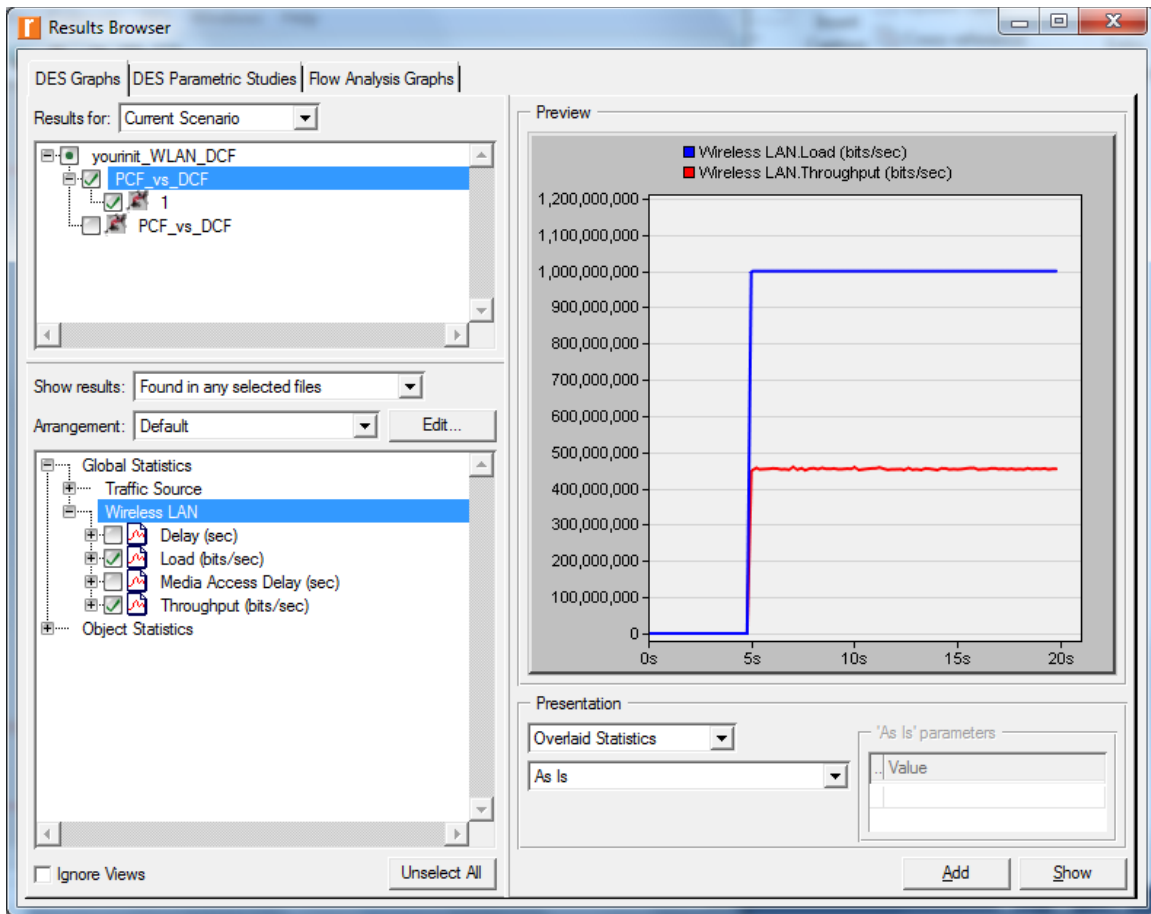 Results Browser
DES Graphs DES Parametric Studies Flow Analysis Graphs
Results for: Current Scenario
yourinit_WLAN_DCF
PCF_vs_DCF
1
PCF_vs_DCF
Show results: Found in any selected files
Arrangement: Default Edit...
Global Statistics
Traffic Source
Wireless LAN
Delay (sec)
Load (bits/sec)
Media Access Delay (sec)
Throughput (bits/sec)
Object Statistics
Ignore Views Unselect All
Preview
Wireless LAN.Load (bits/sec)
Wireless LAN.Throughput (bits/sec)
1,200,000,000
1,100,000,000
1,000,000,000
900,000,000
800,000,000
700,000,000
600,000,000
500,000,000
400,000,000
300,000,000
200,000,000
100,000,000
0
0s 5s 10s 15s 20s
Presentation
Overlaid Statistics
As Is
'As Is' parameters
.. Value
Add Show